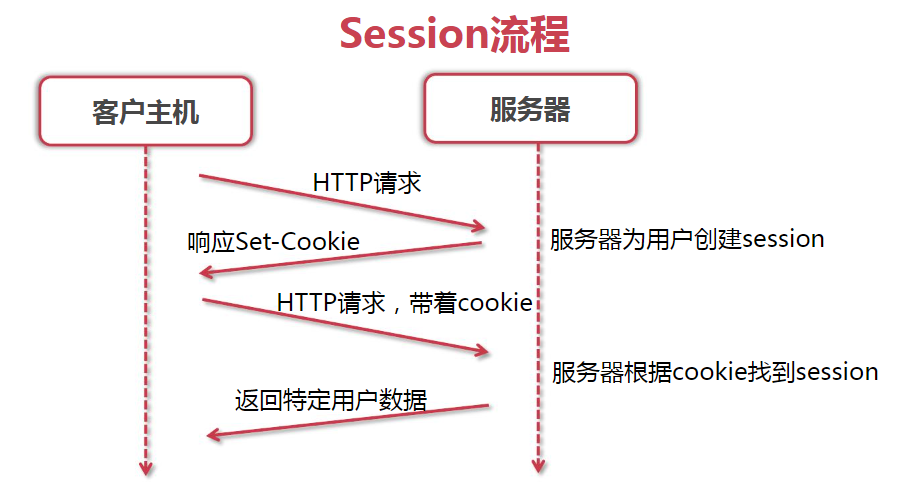 Session流程
客户主机
服务器
HTTP请求
服务器为用户创建session
响应Set-Cookie
HTTP请求，带着cookie
服务器根据cookie找到session
返回特定用户数据